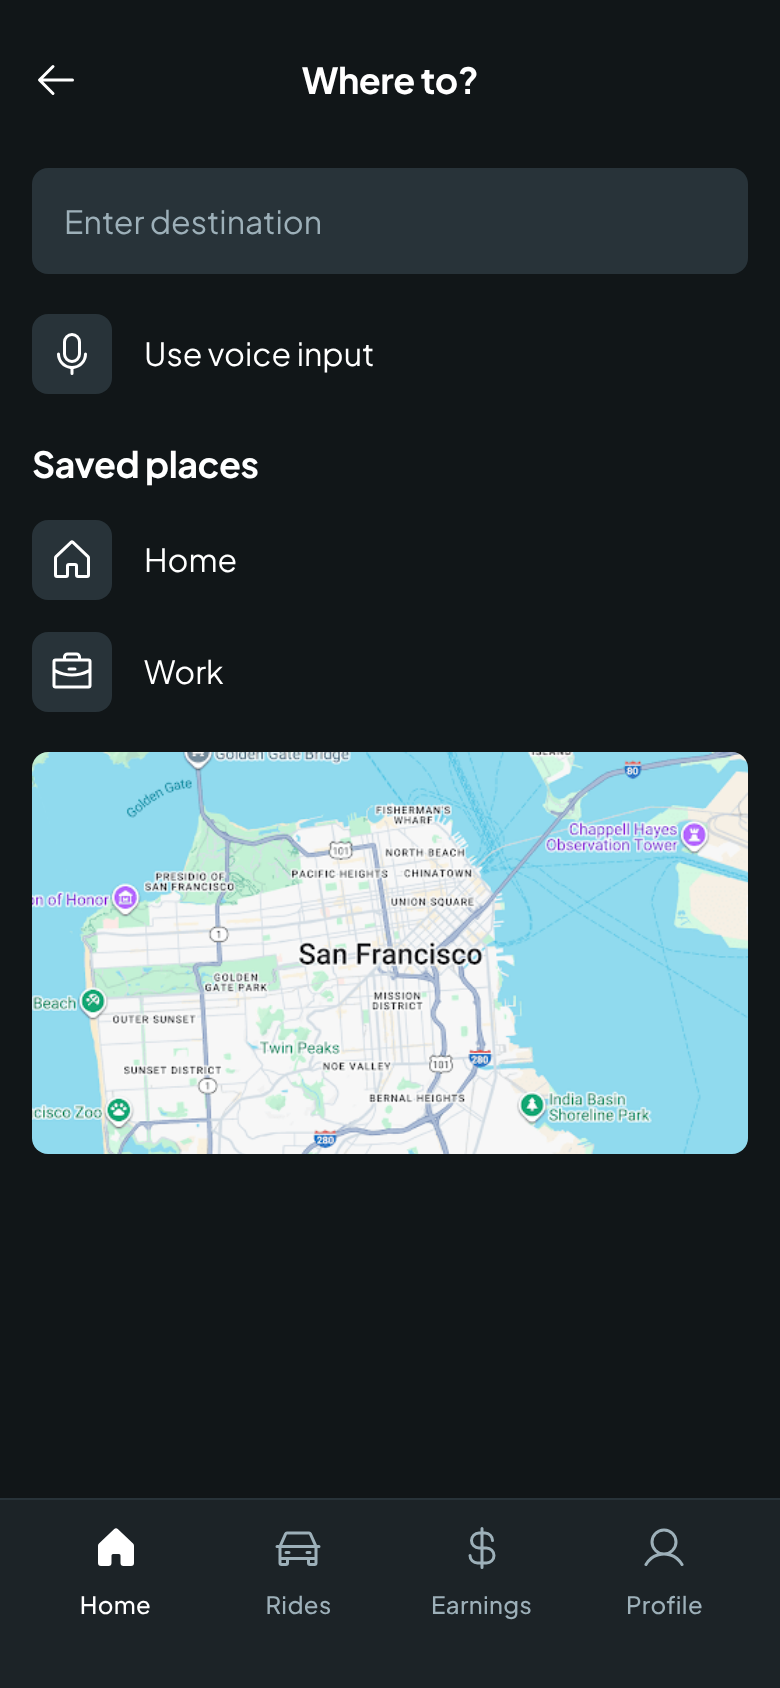 Where to?
Enter destination
Use voice input
Saved places
Home
Work
Golden Gate Bridge
80
Golden Gate
FISHERMAN'S
WHARF
Chappell Hayes
Observation Tower
101
NORTH BEACH
PRESIDIO OF
SAN FRANCISCO
PACIFIC HEIGHTS
CHINATOWN
n of Honor
UNION SQUARE
1
San Francisco
GOLDEN
GATE PARK
Beach
MISSION
DISTRICT
OUTER SUNSET
Twin Peaks
SUNSET DISTRICT
NOE VALLEY
101
280
1
BERNAL HEIGHTS
India Basin
Shoreline Park
cisco Zoo
280
Home
Rides
Earnings
Profile